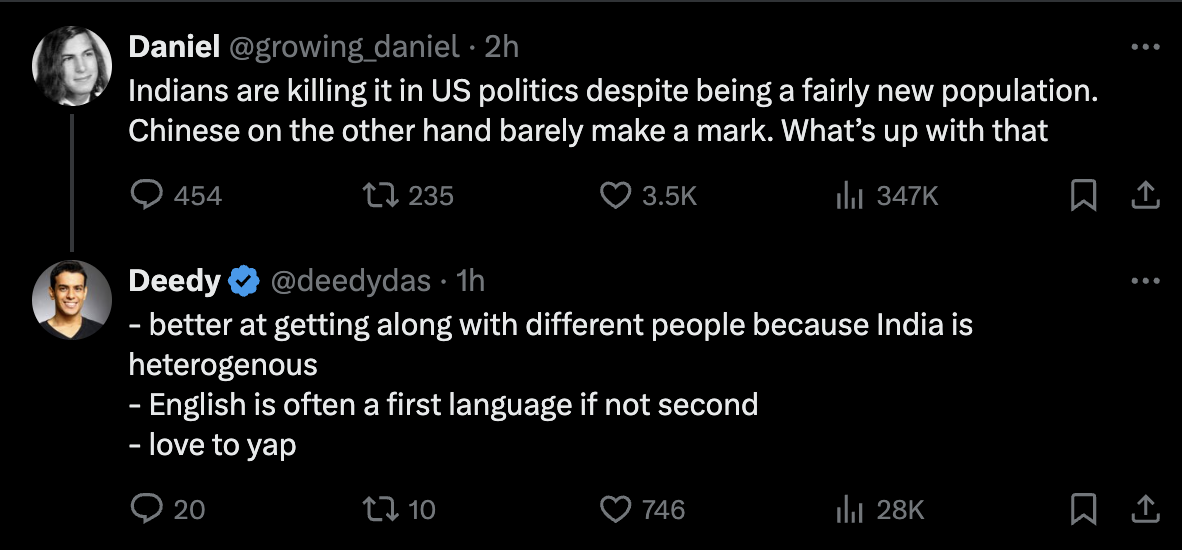 Daniel @growing_daniel · 2h
Indians are killing it in US politics despite being a fairly new population.
Chinese on the other hand barely make a mark. What’s up with that
454 235 3.5K 347K
Deedy @deedydas · 1h
- better at getting along with different people because India is
heterogenous
- English is often a first language if not second
- love to yap
20 10 746 28K